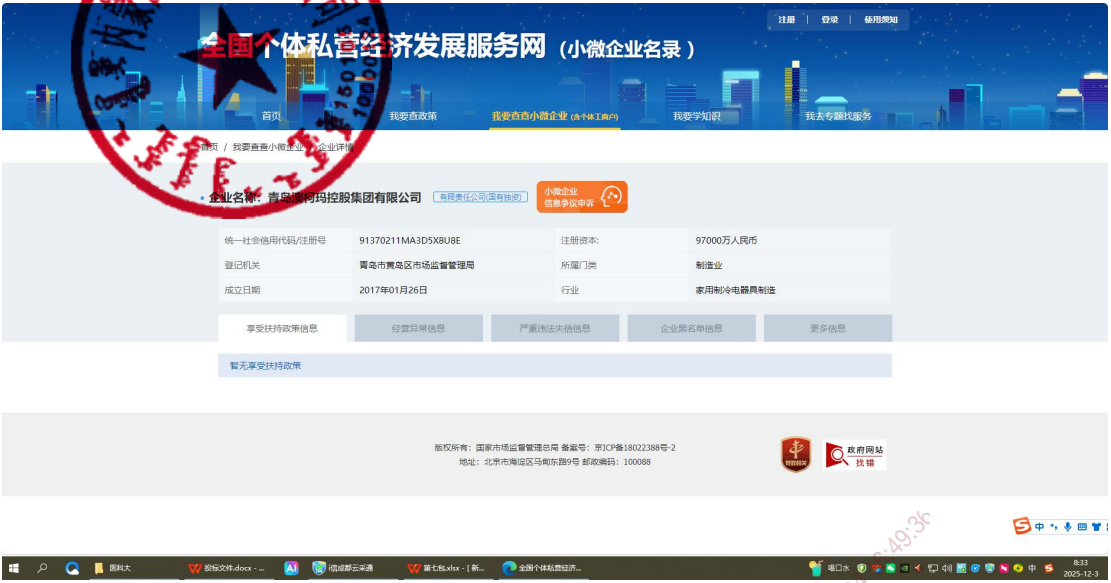 注册 | 登录 | 使用须知
全国个体私营经济发展服务网（小微企业名录）
首页 我要查政策 我要查查小微企业 (含个体工商户) 我要学知识 我去专题找服务
首页 / 我要查查小微企业 / 企业详情
企业名称：青岛澳柯玛控股集团有限公司 有限责任公司(国有独资) 小微企业
信息争议申诉
统一社会信用代码/注册号 91370211MA3D5X8U8E 注册资本: 97000万人民币
登记机关 青岛市黄岛区市场监督管理局 所属门类 制造业
成立日期 2017年01月26日 行业 家用制冷电器具制造
享受扶持政策信息 经营异常信息 严重违法失信信息 企业黑名单信息 更多信息
暂无享受扶持政策
版权所有：国家市场监督管理总局 备案号：京ICP备18022388号-2
地址：北京市海淀区马甸东路9号 邮政编码：100088
党政机关
政府网站
找错
:49:36
中
医科大 投标文件.docx - ... AI i信成都云采通 第七包.xlsx - [ 新... 全国个体私营经济...
喝口水 中 8:33
2025-12-3